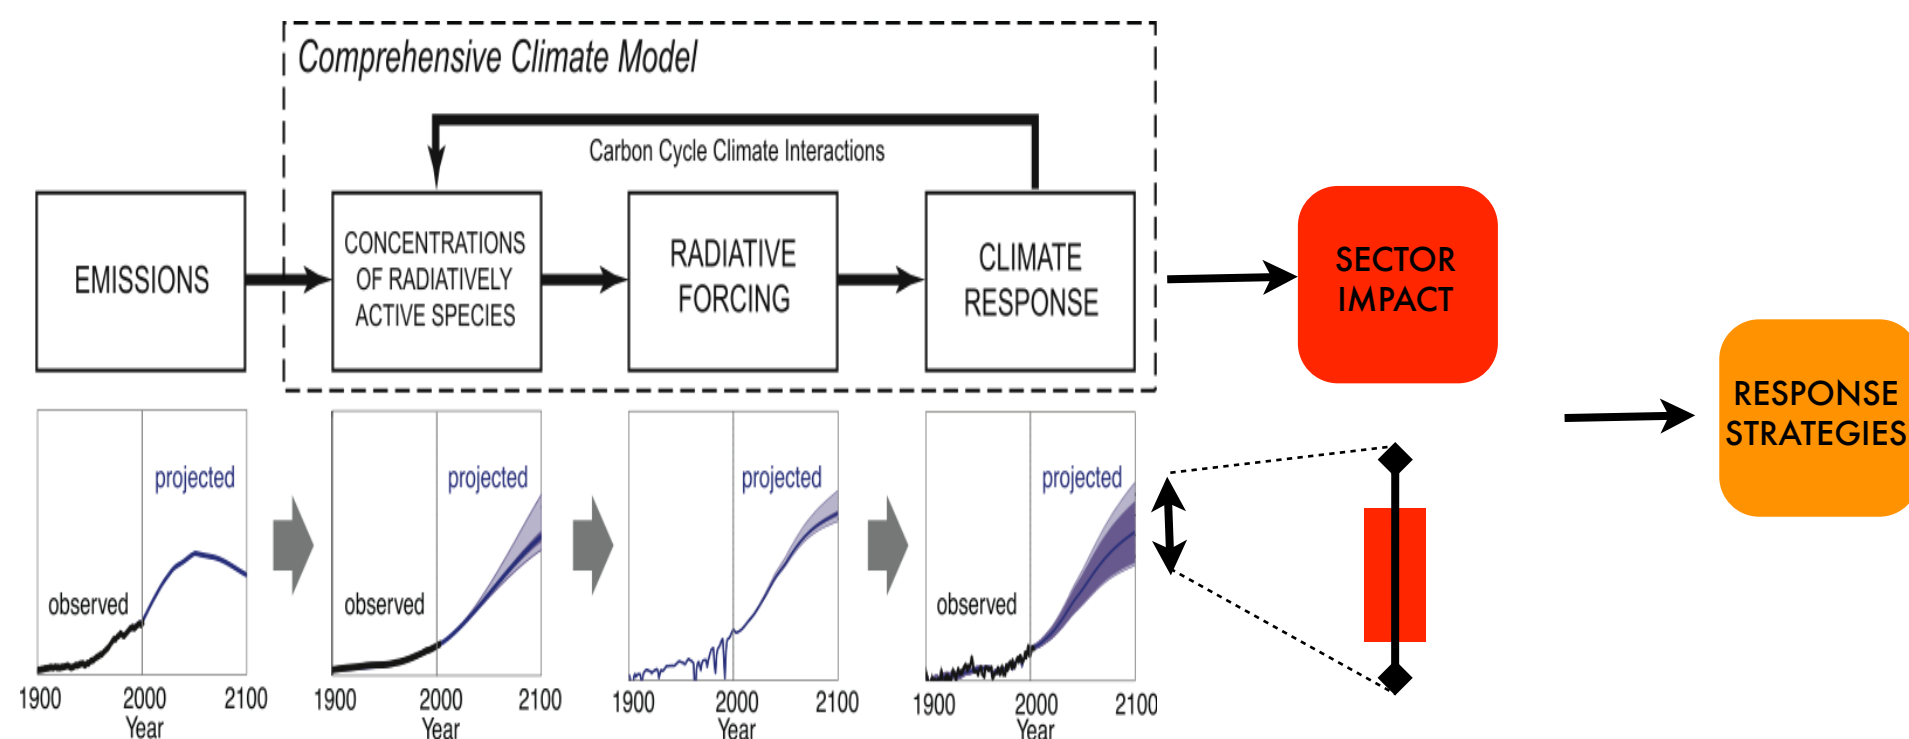 Comprehensive Climate Model
Carbon Cycle Climate Interactions
EMISSIONS
CONCENTRATIONS
OF RADIATIVELY
ACTIVE SPECIES
RADIATIVE
FORCING
CLIMATE
RESPONSE
SECTOR
IMPACT
RESPONSE
STRATEGIES
projected
observed
1900 2000 2100
Year
projected
observed
1900 2000 2100
Year
projected
1900 2000 2100
Year
projected
observed
1900 2000 2100
Year